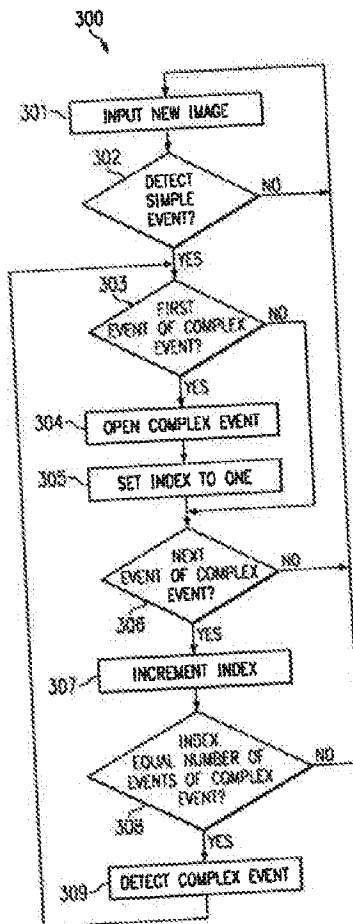 300
301
INPUT NEW IMAGE
302
DETECT
SIMPLE
EVENT?
NO
YES
303
FIRST
EVENT OF COMPLEX
EVENT?
NO
YES
304
OPEN COMPLEX EVENT
305
SET INDEX TO ONE
NEXT
EVENT OF COMPLEX
EVENT?
NO
306
YES
307
INCREMENT INDEX
INDEX
EQUAL NUMBER OF
EVENTS OF COMPLEX
EVENT?
NO
308
YES
309
DETECT COMPLEX EVENT